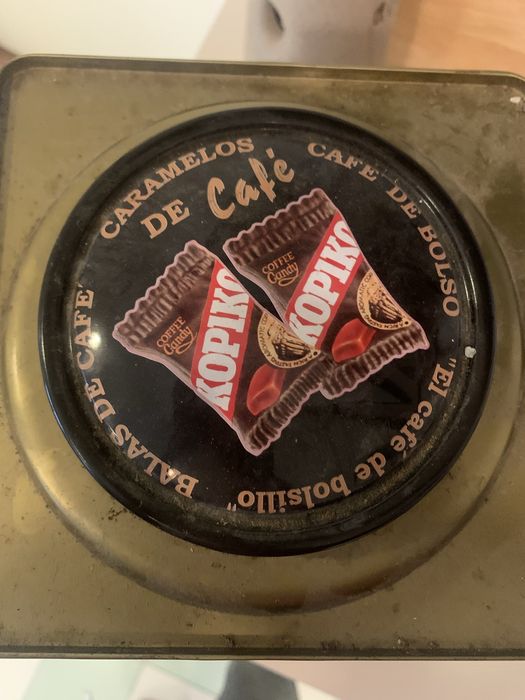 CARAMELOS
DE Café
CAFÉ DE BOLSO
"El café de bolsillo"
BALAS DE CAFÉ
COFFEE
Candy
KOPIKO
COFFEE
Candy
KOPIKO